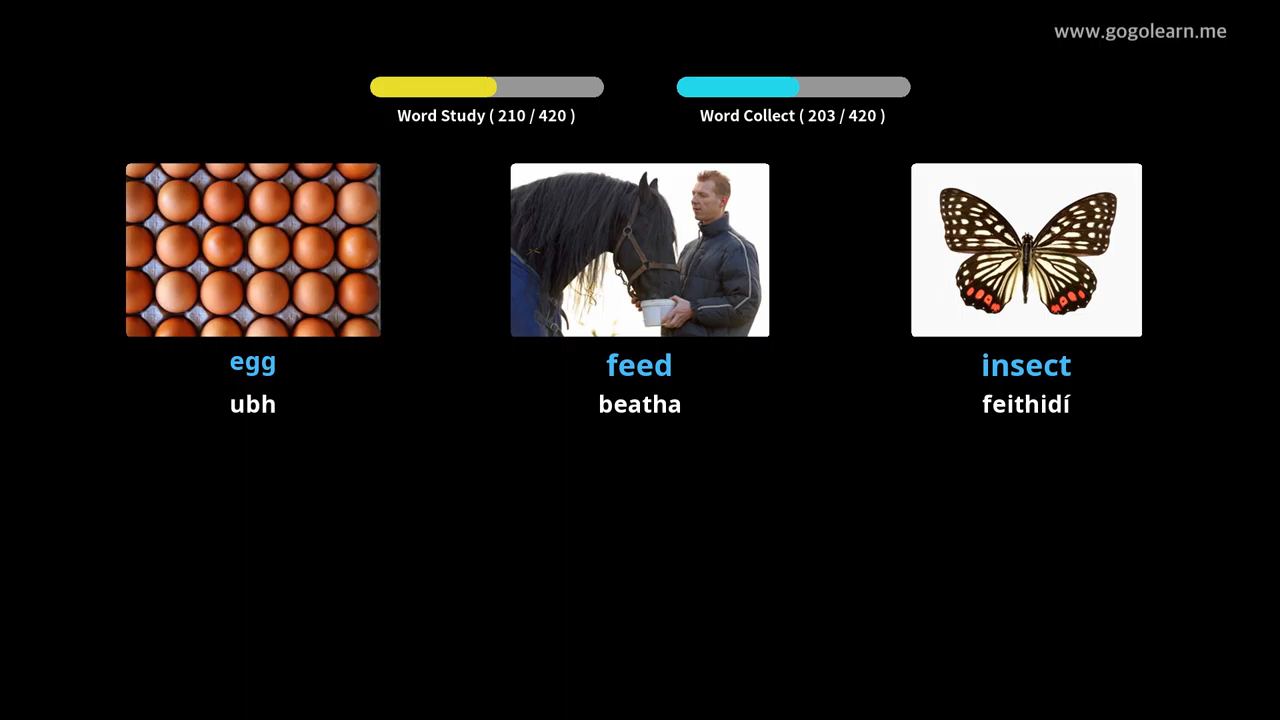 www.gogolearn.me
Word Study ( 210 / 420 )
Word Collect ( 203 / 420 )
egg
feed
insect
ubh
beatha
feithidí